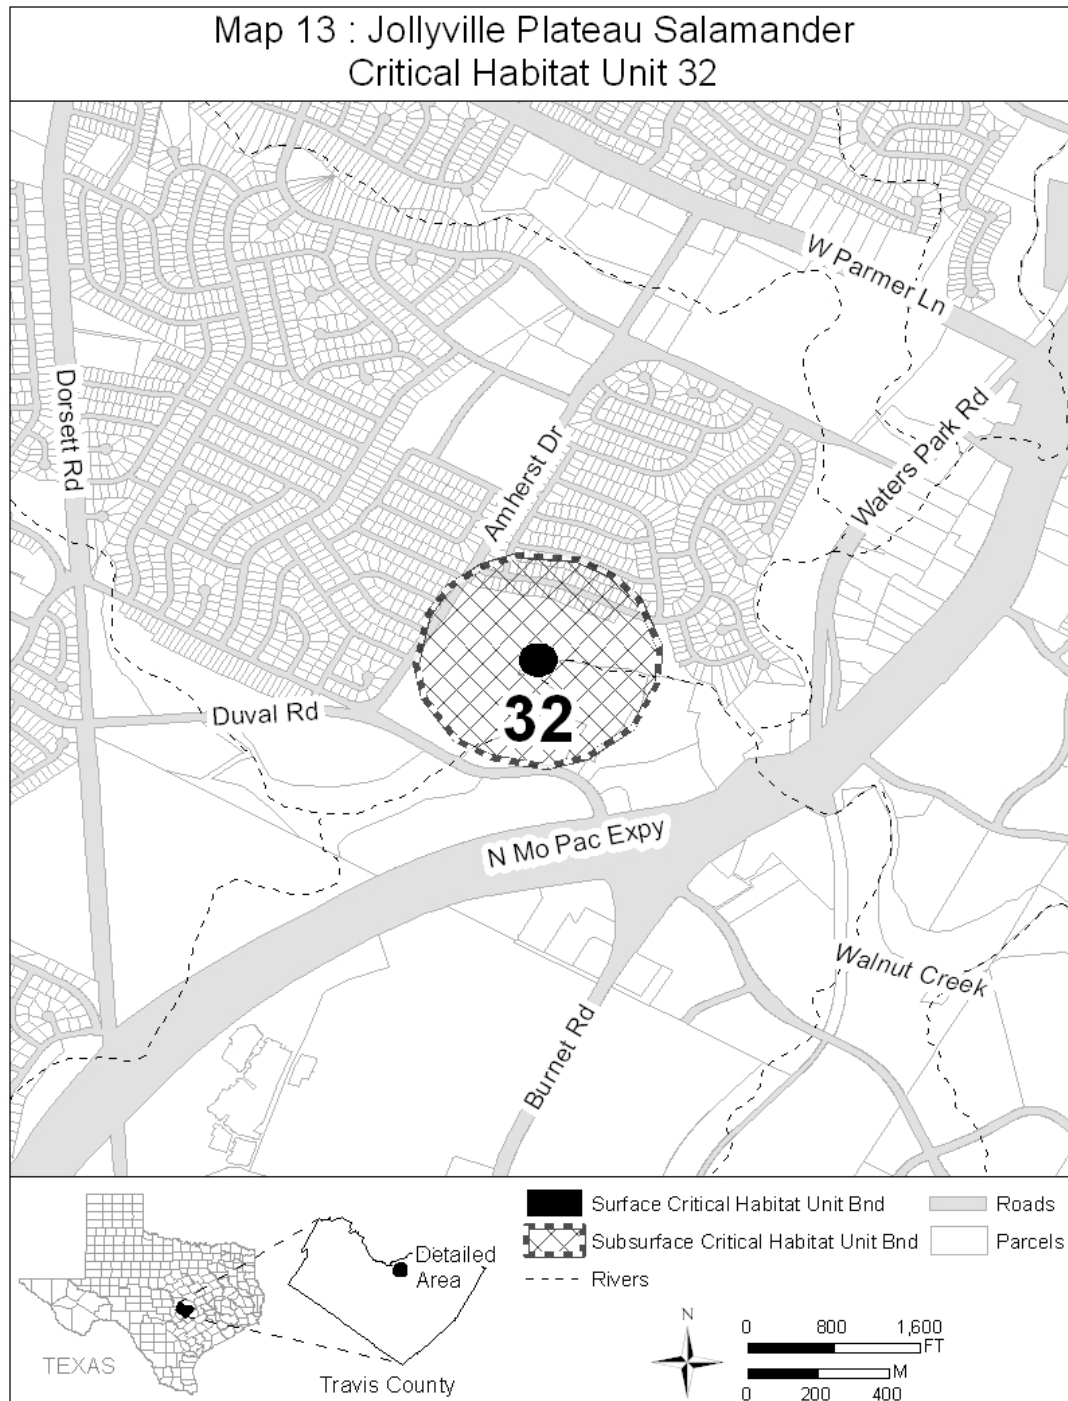 Map 13 : Jollyville Plateau Salamander
Critical Habitat Unit 32
W Parmer Ln
Dorsett Rd
Waters Park Rd
Amherst Dr
32
Duval Rd
N Mo Pac Expy
Walnut Creek
Burnet Rd
Surface Critical Habitat Unit Bnd
Roads
Subsurface Critical Habitat Unit Bnd
Parcels
Rivers
Detailed
Area
TEXAS
Travis County
N
0 800 1,600
FT
M
0 200 400